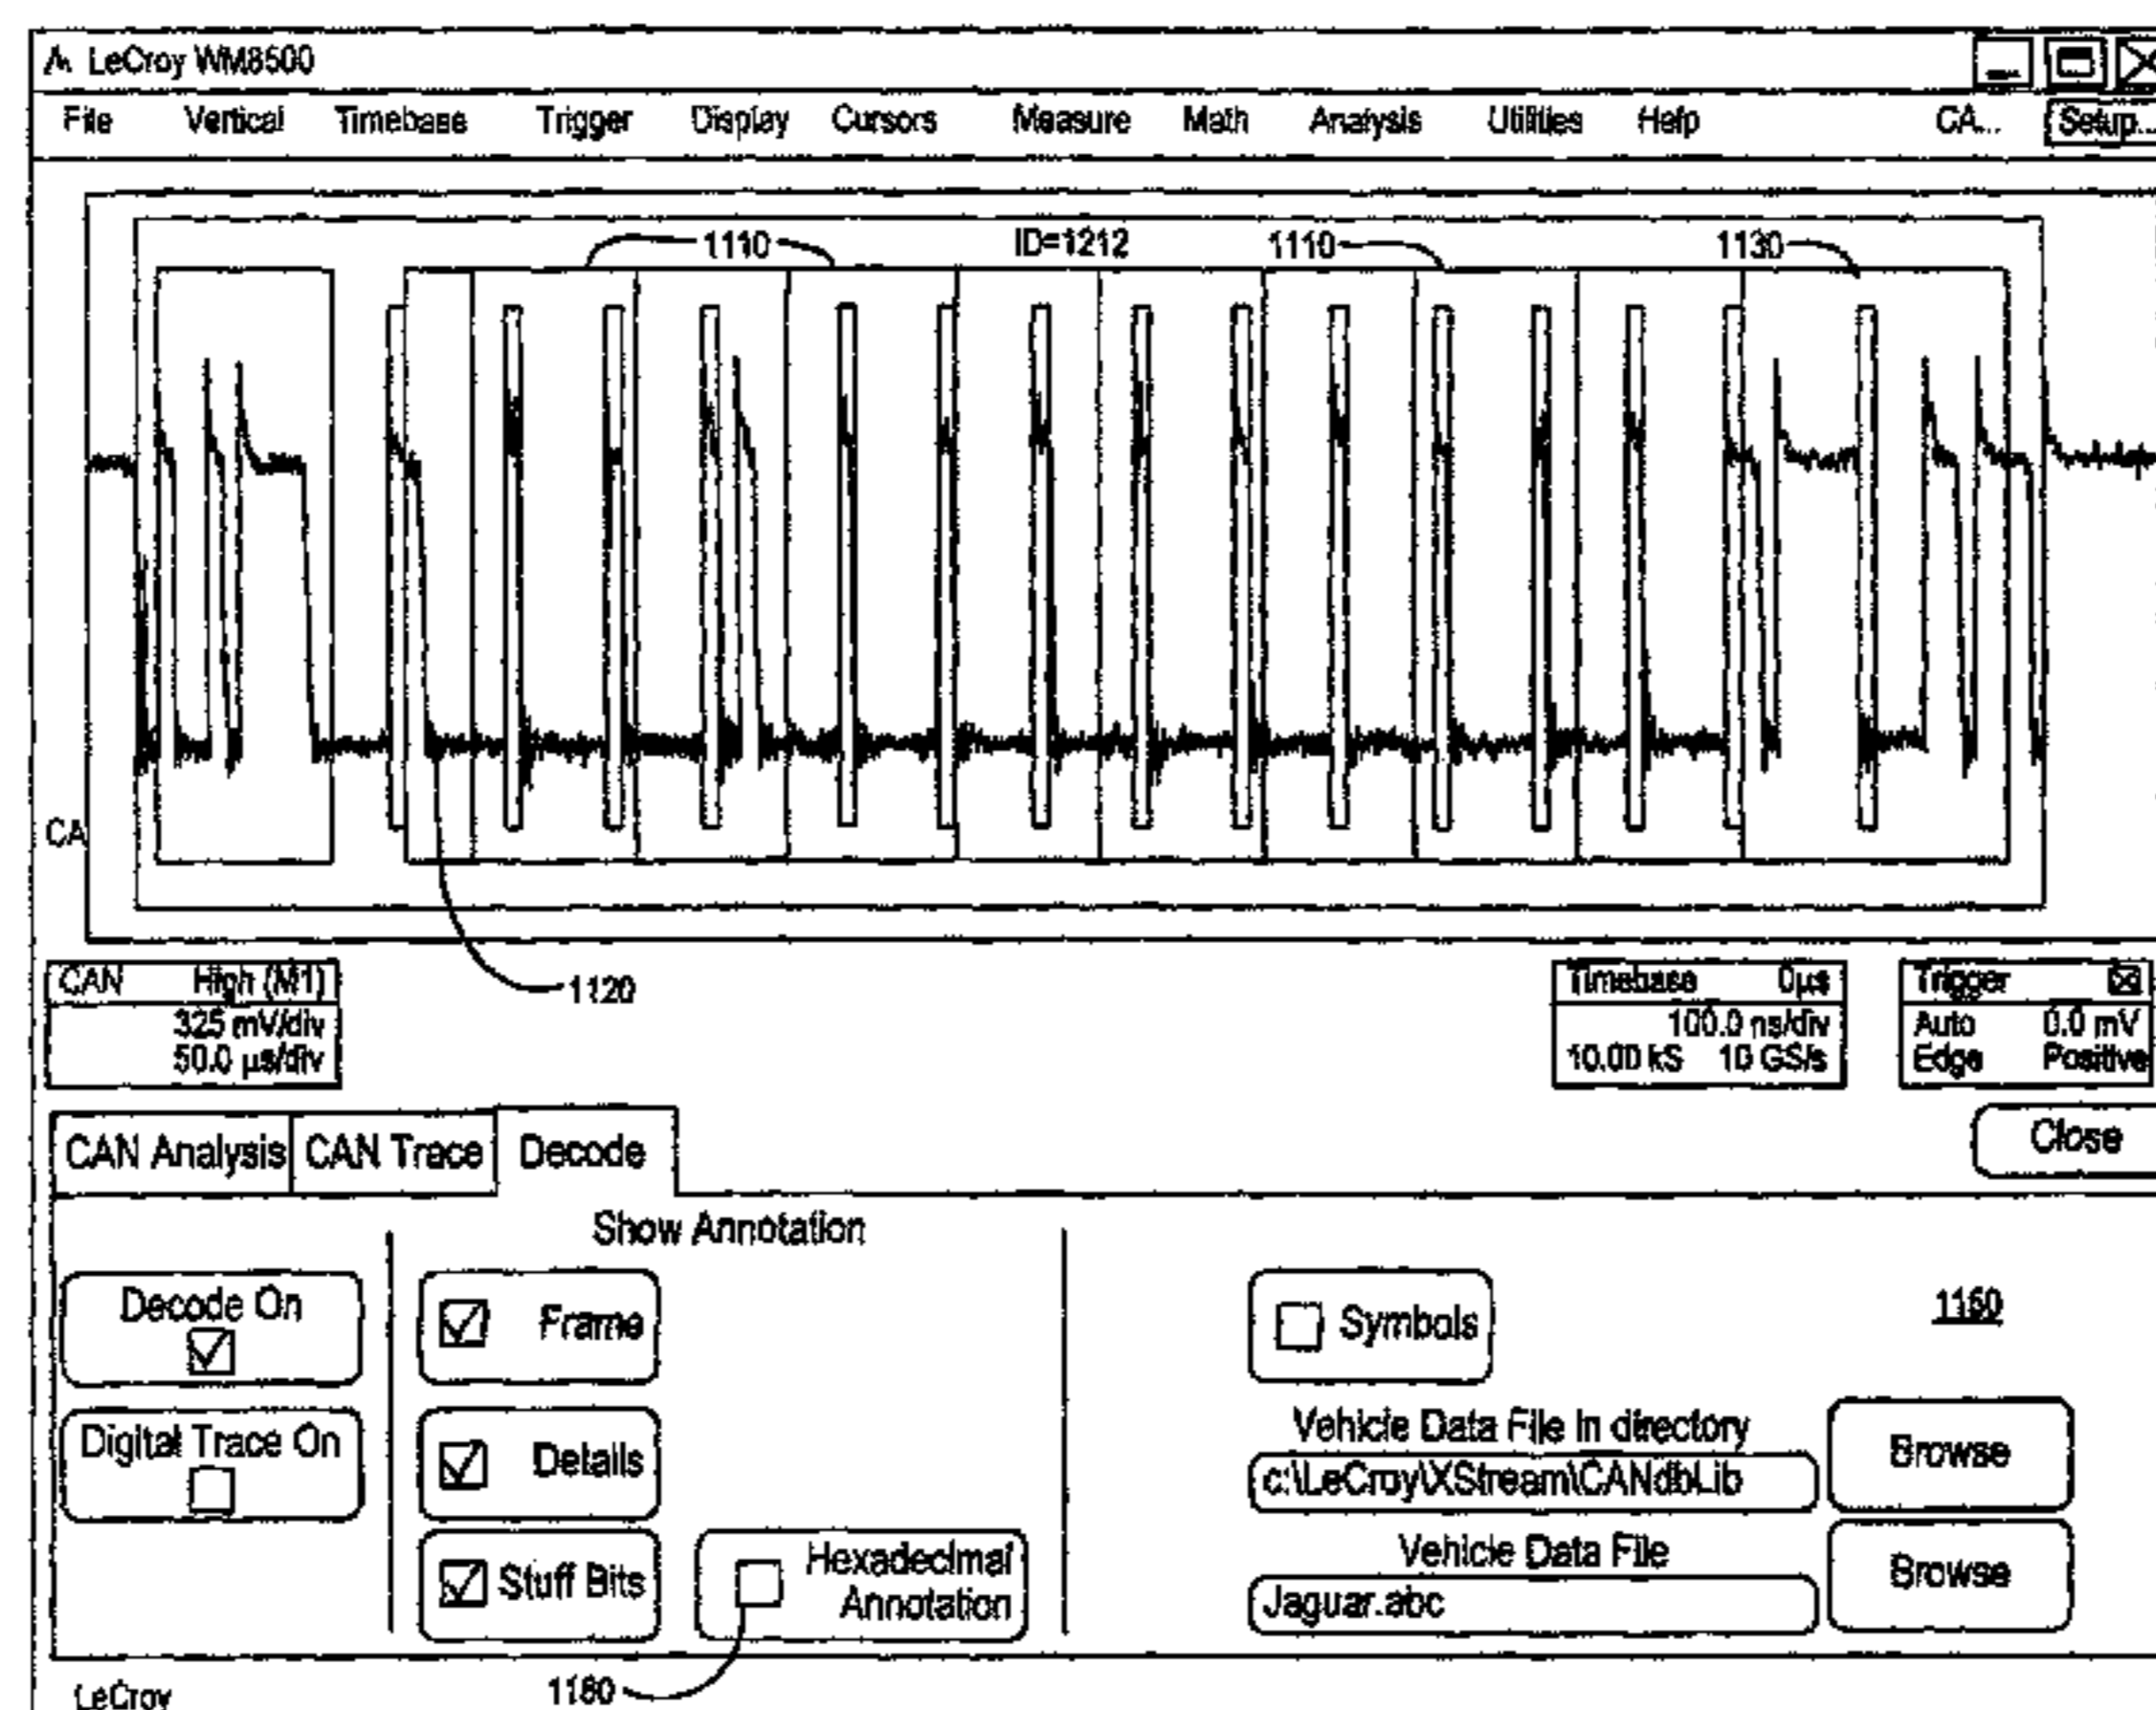 LeCroy WM8500
File Vertical Timebase Trigger Display Cursors Measure Math Analysis Utilities Help CA... Setup...
1110 ID=1212 1110 1130
CA
1120
CAN High (M1)
325 mV/div
50.0 µs/div
Timebase 0µs
100.0 ns/div
10.00 kS 10 GS/s
Trigger
Auto 0.0 mV
Edge Positive
Close
CAN Analysis CAN Trace Decode
Show Annotation
Decode On
Frame
Symbols
1150
Digital Trace On
Details
Vehicle Data File in directory
c:\LeCroy\XStream\CANdbLib
Browse
Stuff Bits
Hexadecimal
Annotation
Vehicle Data File
Jaguar.abc
Browse
1160
LeCroy